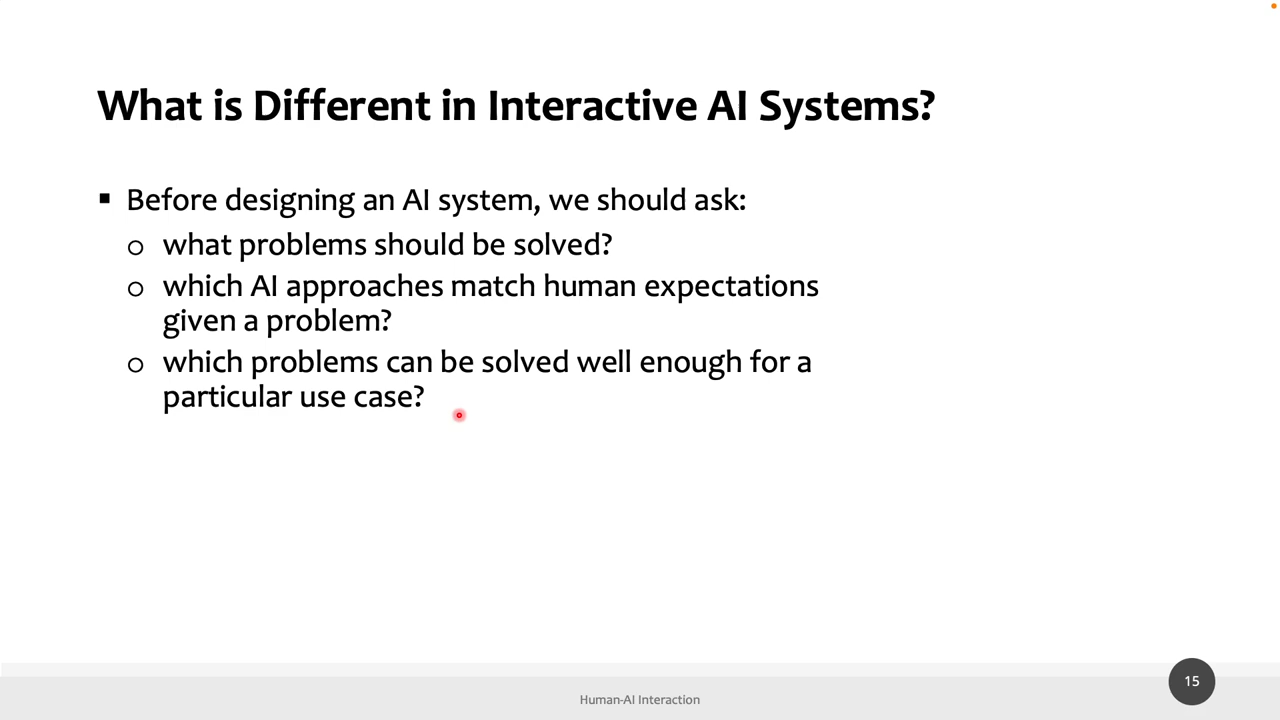 What is Different in Interactive AI Systems?
▪ Before designing an AI system, we should ask:
o what problems should be solved?
o which AI approaches match human expectations
given a problem?
o which problems can be solved well enough for a
particular use case?
Human-AI Interaction
15